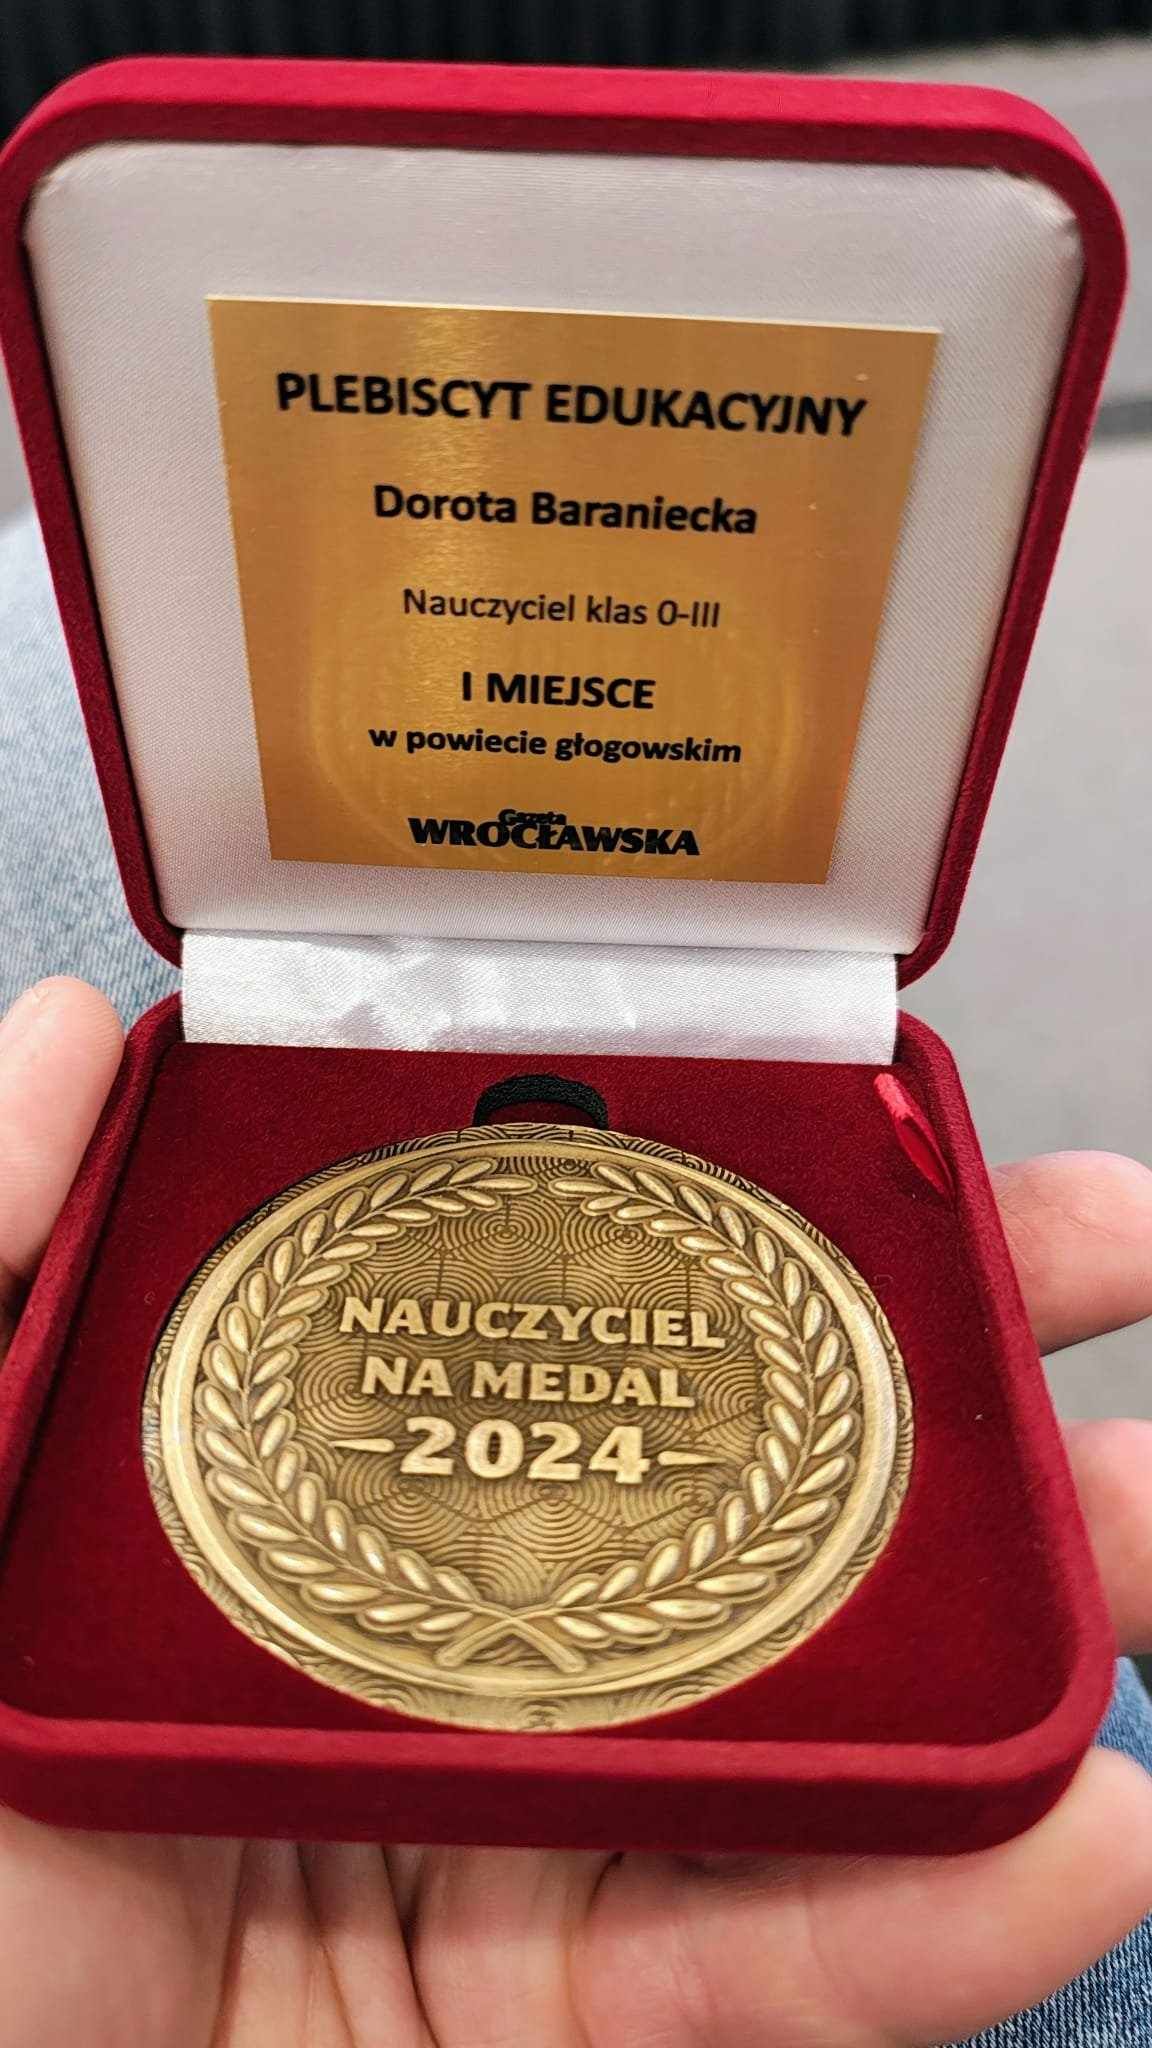 PLEBISCYT EDUKACYJNY
Dorota Baraniecka
Nauczyciel klas 0-III
I MIEJSCE
w powiecie głogowskim
Gazeta
WROCŁAWSKA
NAUCZYCIEL
NA MEDAL
2024